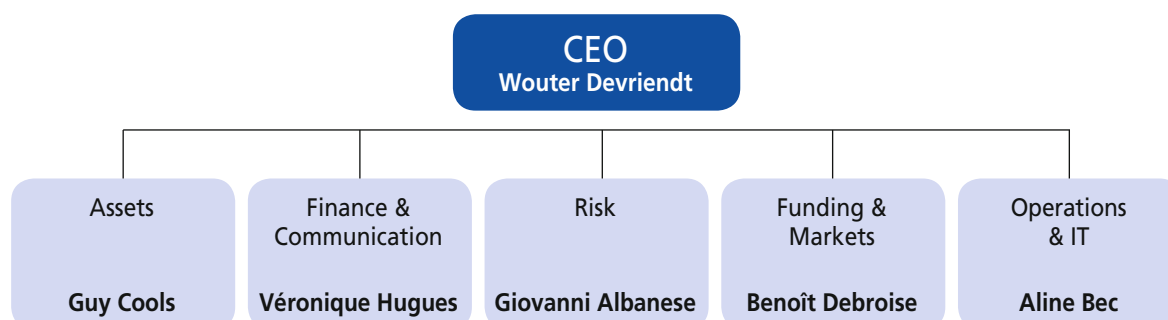 CEO
Wouter Devriendt
Assets
Guy Cools
Finance &
Communication
Véronique Hugues
Risk
Giovanni Albanese
Funding &
Markets
Benoît Debroise
Operations
& IT
Aline Bec